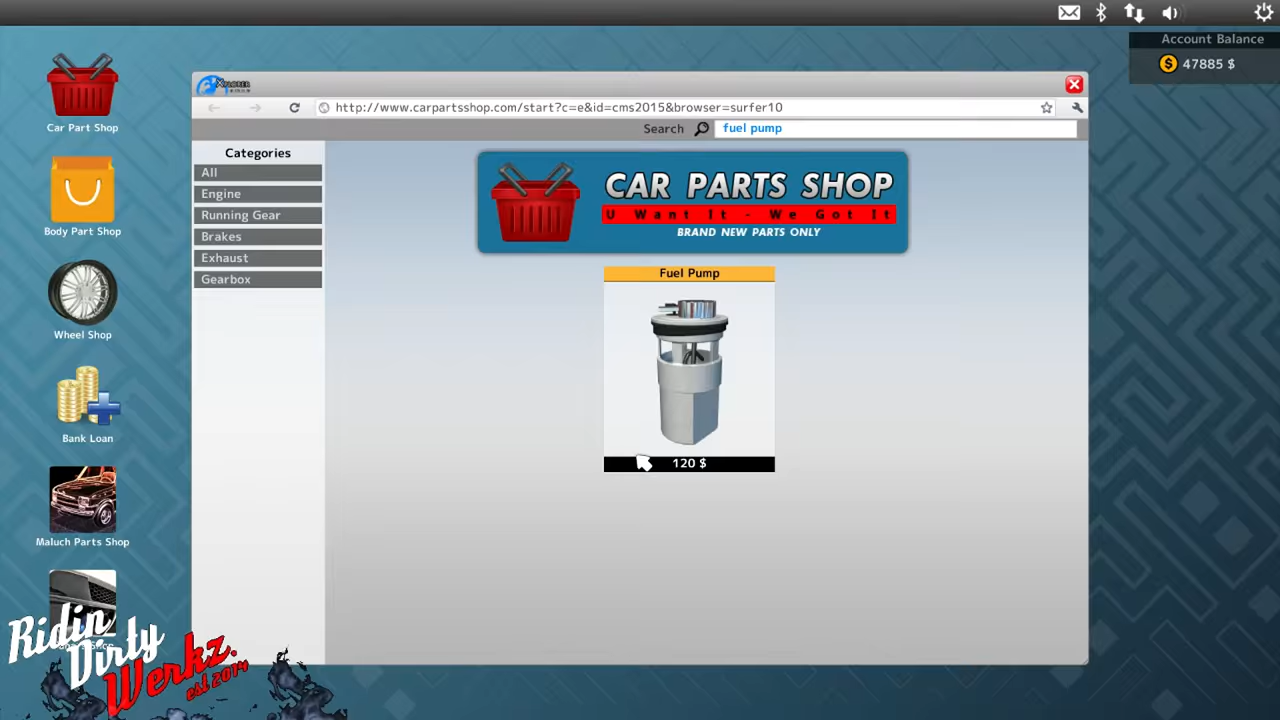 Account Balance
$ 47885 $
Car Part Shop
Body Part Shop
Wheel Shop
Bank Loan
Maluch Parts Shop
XPLORER
http://www.carpartsshop.com/start?c=e&id=cms2015&browser=surfer10
Search fuel pump
Categories
All
Engine
Running Gear
Brakes
Exhaust
Gearbox
CAR PARTS SHOP
U Want It - We Got It
BRAND NEW PARTS ONLY
Fuel Pump
120 $
Ridin
Dirty
Werkz.
est 2014